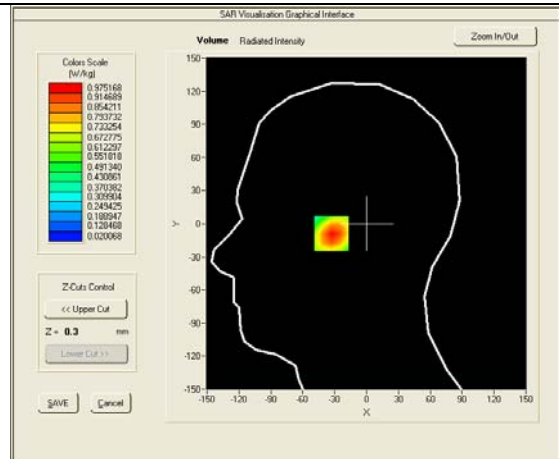 SAR Visualisation Graphical Interface
Volume Radiated Intensity
Zoom In/Out
Colors Scale
(W/kg)
0.975168
0.914689
0.854211
0.793732
0.733254
0.672775
0.612297
0.551818
0.491340
0.430861
0.370382
0.309904
0.249425
0.188947
0.128468
0.020068
Z-Cuts Control
<< Upper Cut
Z = 0.3 mm
Lower Cut >>
SAVE Cancel
150
120
90
60
30
0
-30
-60
-90
-120
-150
Y
-150 -120 -90 -60 -30 0 30 60 90 120 150
X